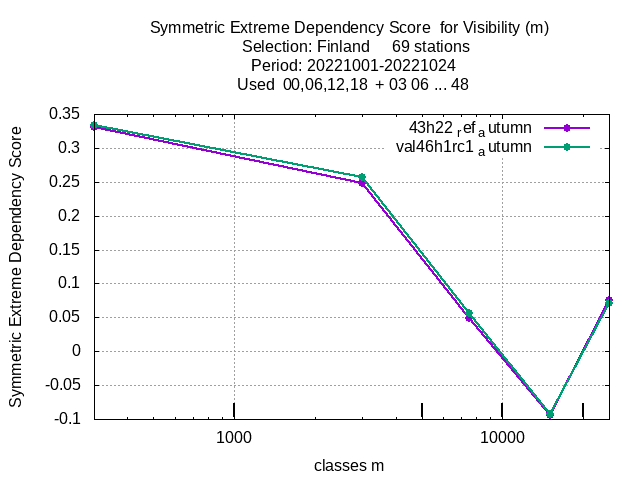 Symmetric Extreme Dependency Score  for Visibility (m)
Selection: Finland     69 stations
Period: 20221001-20221024
Used  00,06,12,18  + 03 06 ... 48
Symmetric Extreme Dependency Score
0.35
0.3
0.25
0.2
0.15
0.1
0.05
0
-0.05
-0.1
43h22 ref autumn
val46h1rc1 autumn
1000
10000
classes m